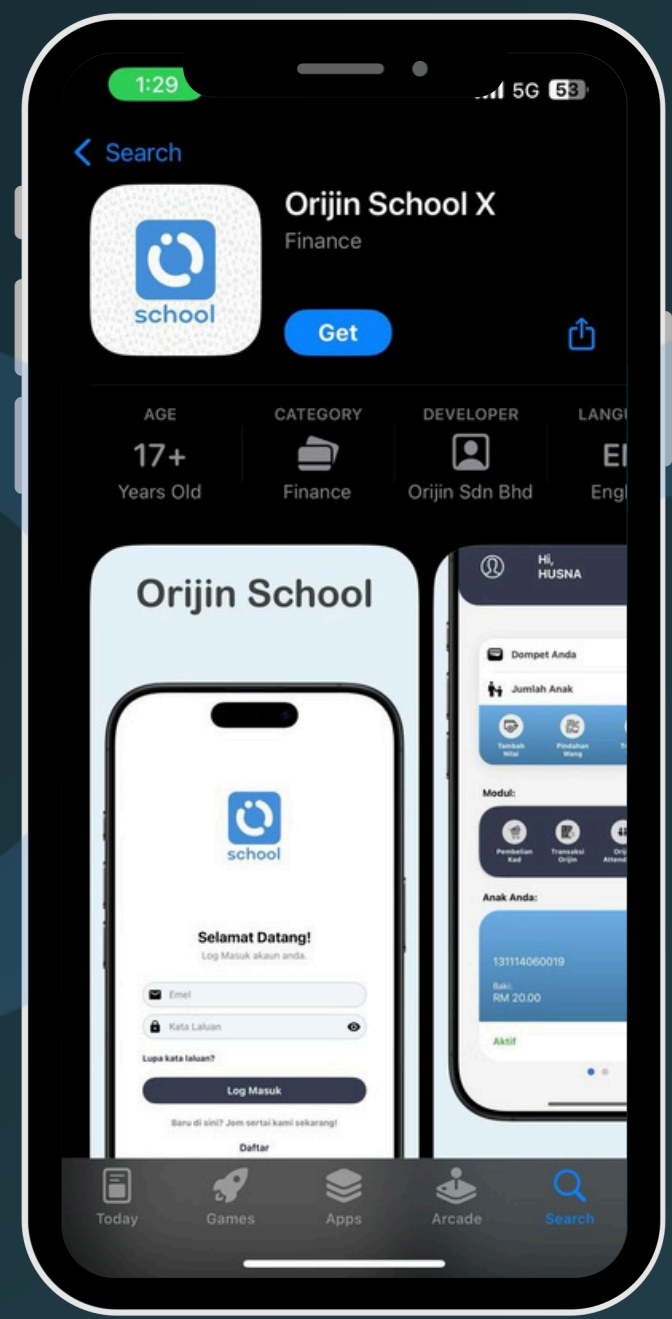 1:29
5G 53
Search
Orijin School X
Finance
school
Get
AGE
CATEGORY
DEVELOPER
17+
Years Old
Finance
Orijin Sdn Bhd
Orijin School
school
Selamat Datang!
Log Masuk akaun anda.
Emel
Kata Laluan
Lupa kata laluan?
Log Masuk
Baru di sini? Jom sertai kami sekarang!
Daftar
Hi,
HUSNA
Dompet Anda
Jumlah Anak
Tambah
Nilai
Pindahan
Wang
Modul:
Pembelian
Kad
Transaksi
Orijin
Anak Anda:
131114060019
Baki:
RM 20.00
Aktif
Today
Games
Apps
Arcade
Search